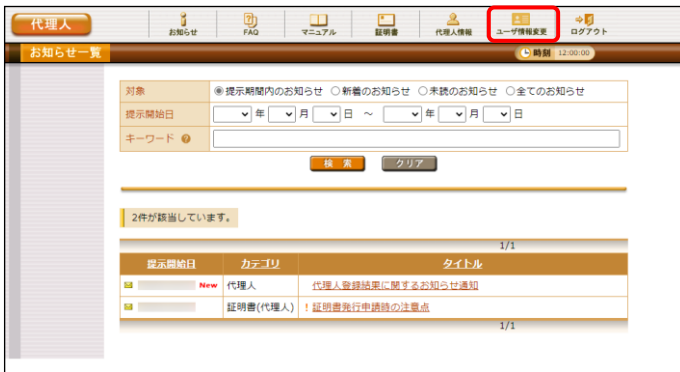 代理人 お知らせ FAQ マニュアル 証明書 代理人情報 ユーザ情報変更 ログアウト
お知らせ一覧 時刻 12:00:00
対象 提示期間内のお知らせ 新着のお知らせ 未読のお知らせ 全てのお知らせ
提示開始日 年 月 日 ～ 年 月 日
キーワード ?
検 索 クリア
2件が該当しています。
1/1
提示開始日 カテゴリ タイトル
New 代理人 代理人登録結果に関するお知らせ通知
証明書(代理人) ! 証明書発行申請時の注意点
1/1